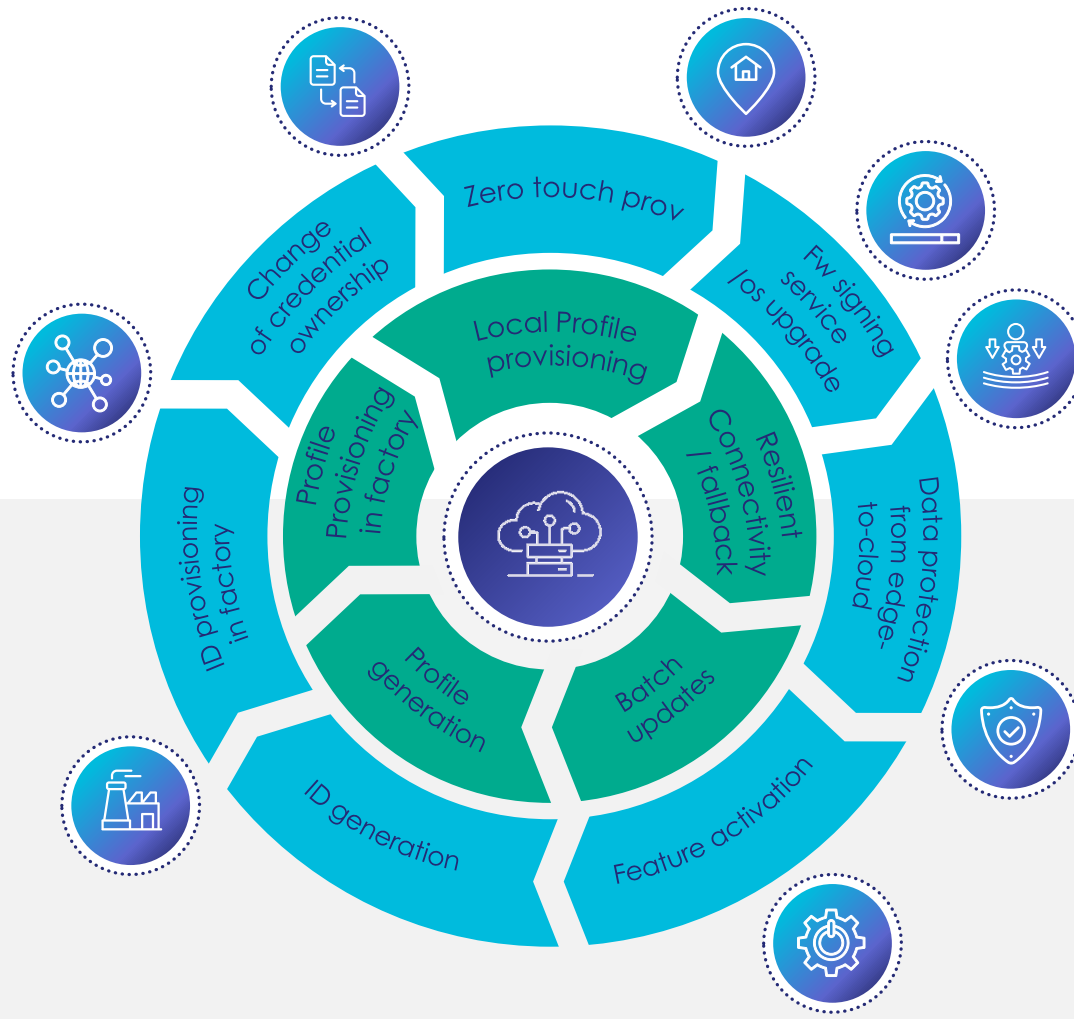 Zero touch prov
Fw signing
service
/os upgrade
Data protection
from edge-
to-cloud
Feature activation
ID generation
ID provisioning
in factory
Change
of credential
ownership
Local Profile
provisioning
Resilient
Connectivity
/ fallback
Batch
updates
Profile
generation
Profile
Provisioning
in factory